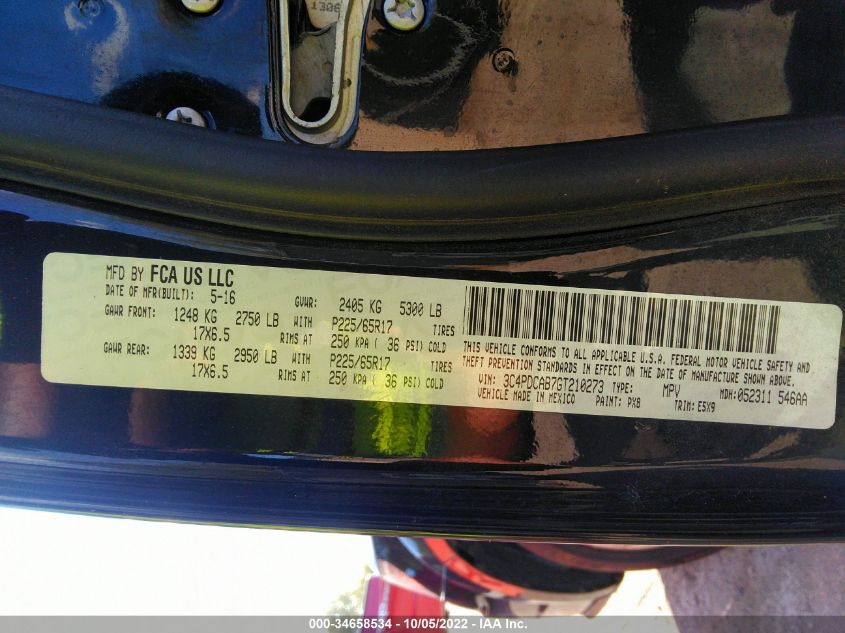 1306
MFD BY FCA US LLC
DATE OF MFR(BUILT): 5-16 GVWR: 2405 KG 5300 LB
GAWR FRONT: 1248 KG 2750 LB WITH P225/65R17 TIRES
17X6.5 RIMS AT 250 KPA ( 36 PSI) COLD
GAWR REAR: 1339 KG 2950 LB WITH P225/65R17 TIRES
17X6.5 RIMS AT 250 KPA ( 36 PSI) COLD
THIS VEHICLE CONFORMS TO ALL APPLICABLE U.S.A. FEDERAL MOTOR VEHICLE SAFETY AND
THEFT PREVENTION STANDARDS IN EFFECT ON THE DATE OF MANUFACTURE SHOWN ABOVE.
VIN: 3C4PDCAB7GT210273 TYPE: MPV MDH: 052311 546AA
VEHICLE MADE IN MEXICO PAINT: PX8 TRIM: E5X9
000-34658534 - 10/05/2022 - IAA Inc.